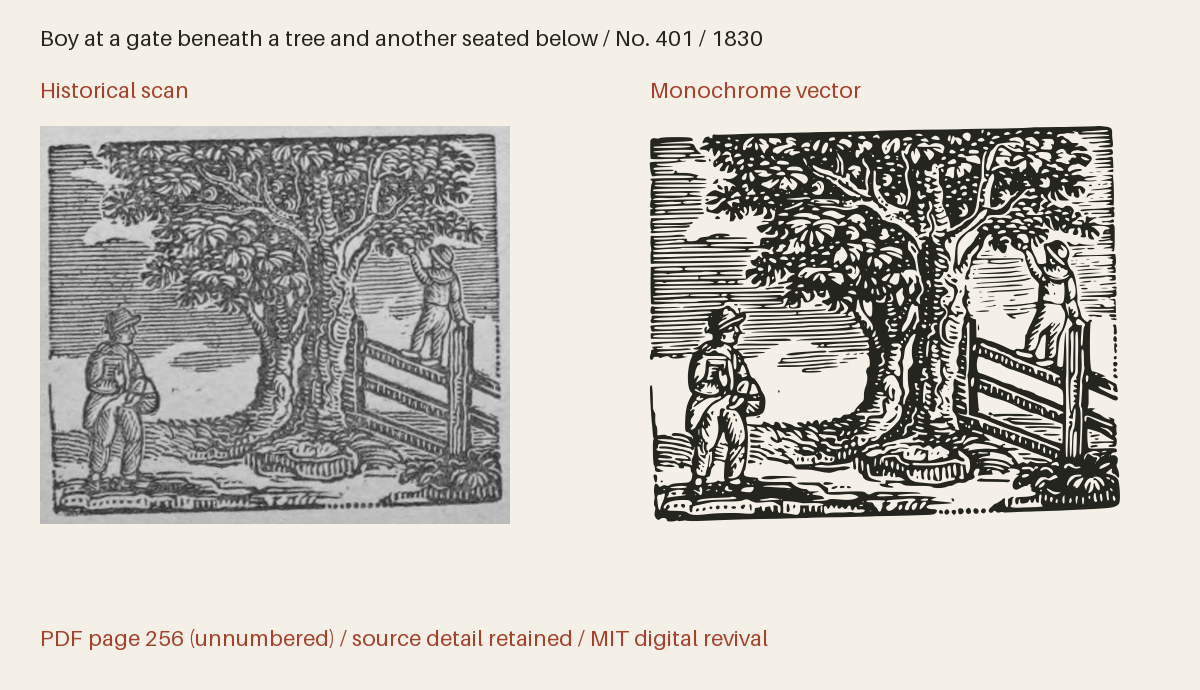 Boy at a gate beneath a tree and another seated below / No. 401 / 1830
Historical scan
Monochrome vector
PDF page 256 (unnumbered) / source detail retained / MIT digital revival